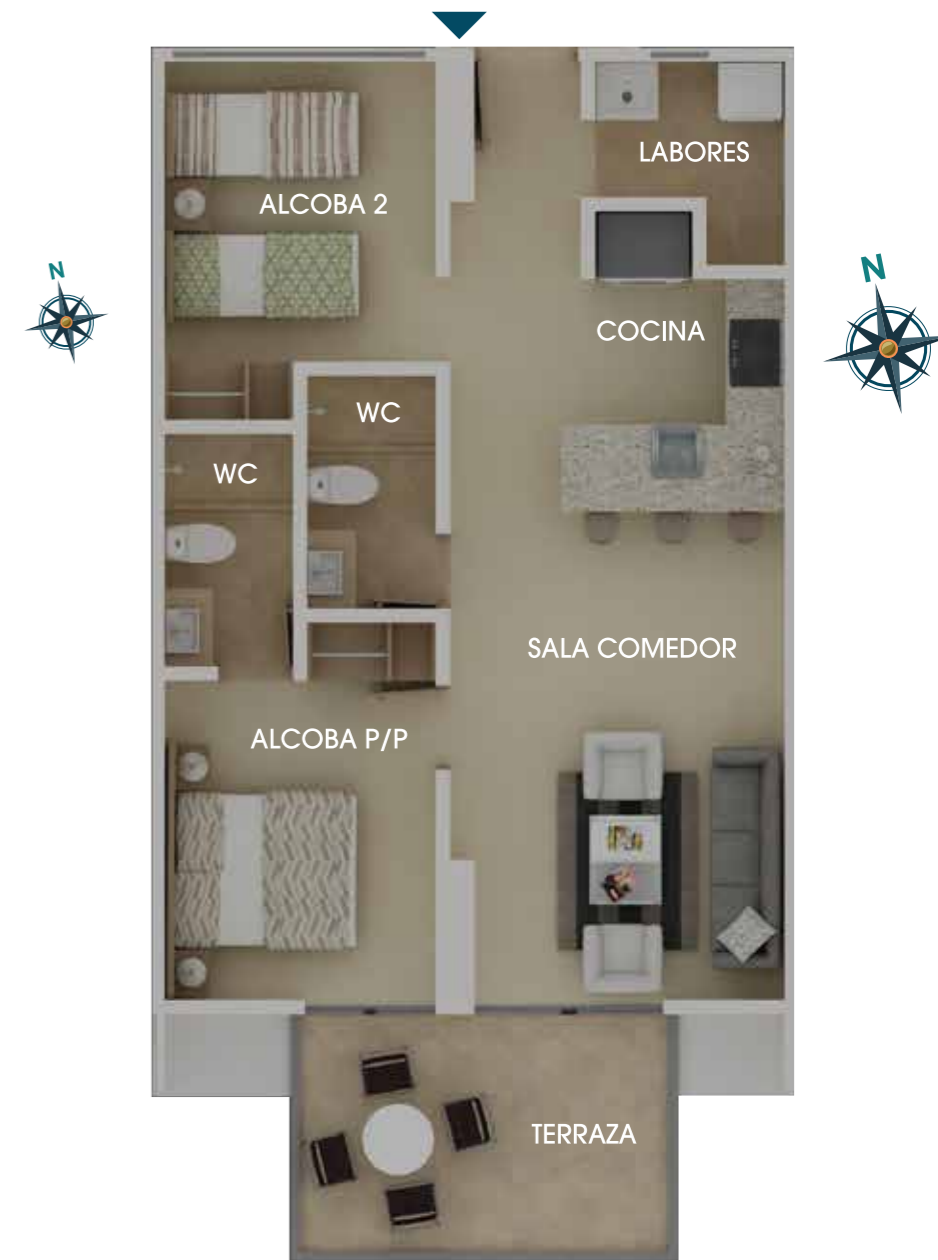 LABORES
ALCOBA 2
N
N
COCINA
WC
WC
SALA COMEDOR
ALCOBA P/P
TERRAZA